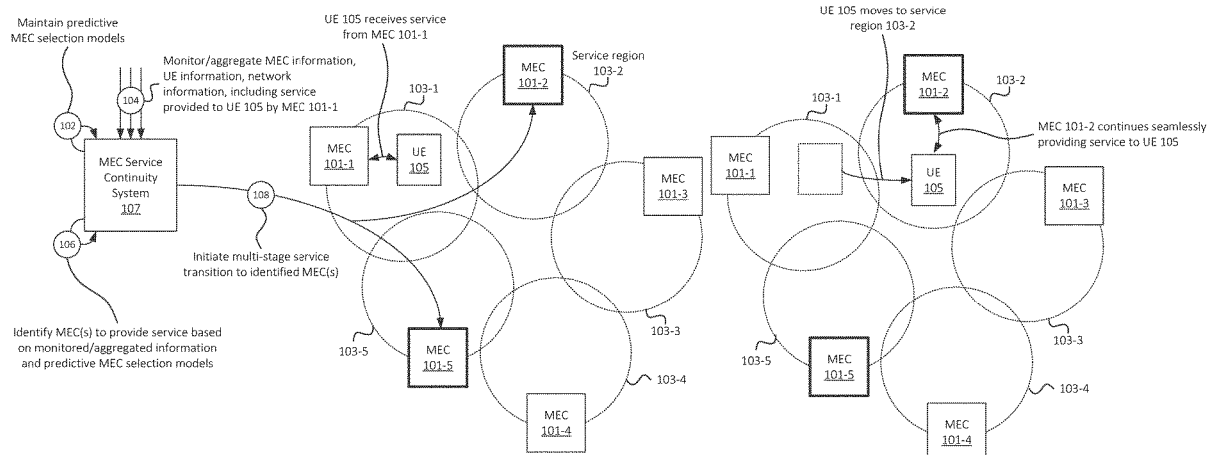 Maintain predictive
MEC selection models
Monitor/aggregate MEC information,
UE information, network
information, including service
provided to UE 105 by MEC 101-1
104
102
MEC Service
Continuity
System
107
106
108
Initiate multi-stage service
transition to identified MEC(s)
Identify MEC(s) to provide service based
on monitored/aggregated information
and predictive MEC selection models
UE 105 receives service
from MEC 101-1
103-1
MEC
101-1
UE
105
MEC
101-2
Service region
103-2
MEC
101-3
103-3
103-5
MEC
101-5
103-4
MEC
101-4
UE 105 moves to service
region 103-2
103-1
MEC
101-1
MEC
101-2
103-2
MEC 101-2 continues seamlessly
providing service to UE 105
UE
105
MEC
101-3
103-3
103-5
MEC
101-5
103-4
MEC
101-4